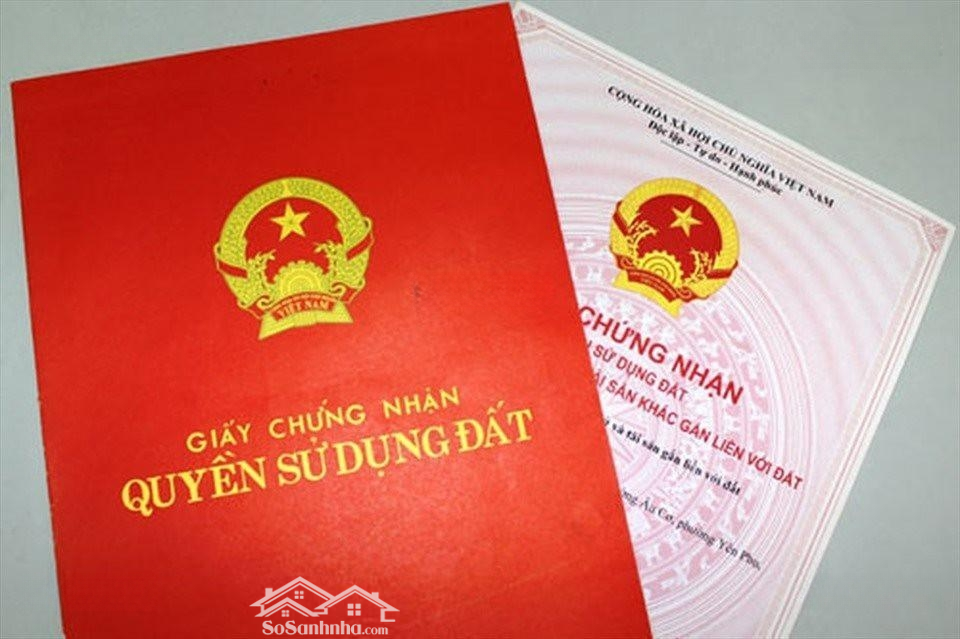 VIỆT NAM
GIẤY CHỨNG NHẬN
QUYỀN SỬ DỤNG ĐẤT
CỘNG HÒA XÃ HỘI CHỦ NGHĨA VIỆT NAM
Độc lập - Tự do - Hạnh phúc
CHỨNG NHẬN
SỬ DỤNG ĐẤT
SẢN KHÁC GẮN LIỀN VỚI ĐẤT
và tài sản gắn liền với đất
Âu Cơ, phường Yên Phụ,
SoSanhnha.com